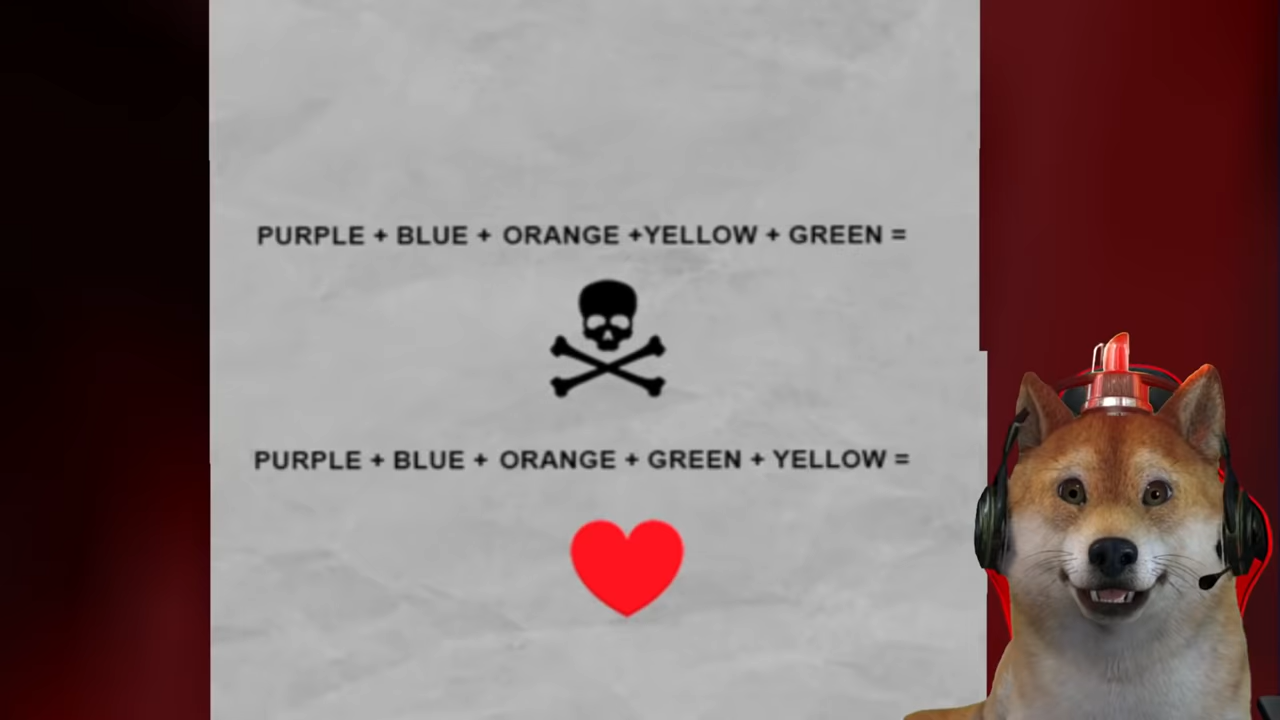 PURPLE + BLUE + ORANGE +YELLOW + GREEN =
PURPLE + BLUE + ORANGE + GREEN + YELLOW =